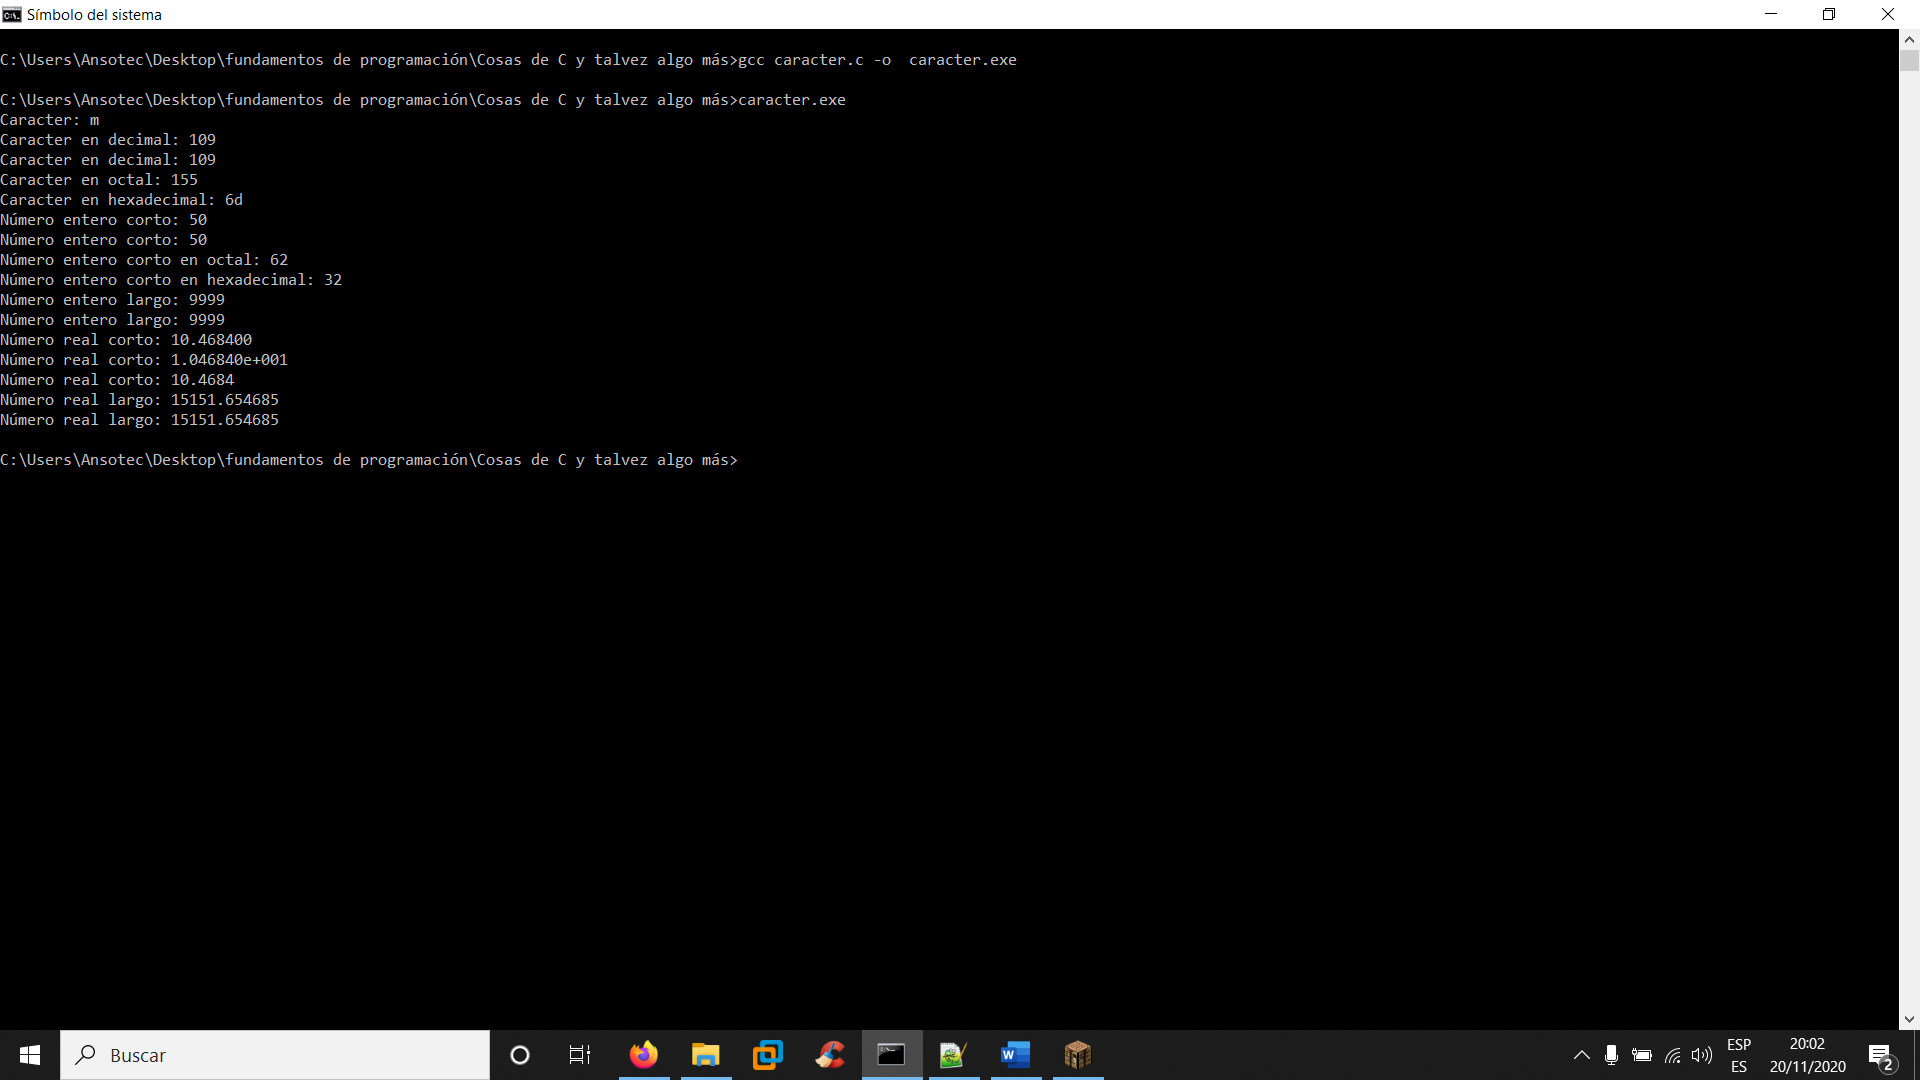 Símbolo del sistema
C:\Users\Ansotec\Desktop\fundamentos de programación\Cosas de C y talvez algo más>gcc caracter.c -o  caracter.exe
C:\Users\Ansotec\Desktop\fundamentos de programación\Cosas de C y talvez algo más>caracter.exe
Caracter: m
Caracter en decimal: 109
Caracter en decimal: 109
Caracter en octal: 155
Caracter en hexadecimal: 6d
Número entero corto: 50
Número entero corto: 50
Número entero corto en octal: 62
Número entero corto en hexadecimal: 32
Número entero largo: 9999
Número entero largo: 9999
Número real corto: 10.468400
Número real corto: 1.046840e+001
Número real corto: 10.4684
Número real largo: 15151.654685
Número real largo: 15151.654685
C:\Users\Ansotec\Desktop\fundamentos de programación\Cosas de C y talvez algo más>
Buscar
ESP
ES
20:02
20/11/2020
2